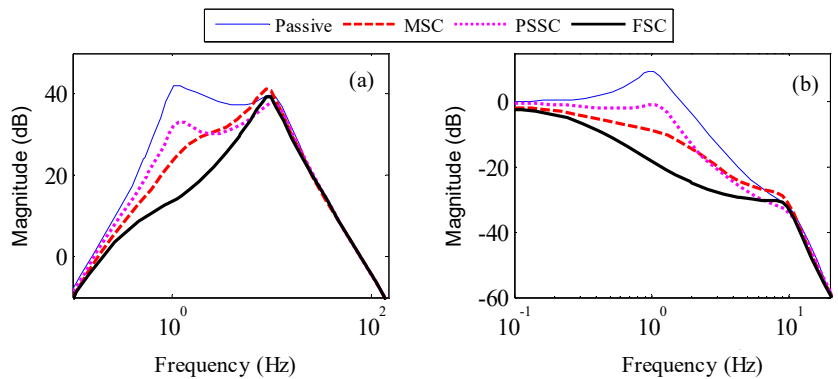 Passive MSC PSSC FSC
(a)
Magnitude (dB)
40
20
0
10^0
10^2
Frequency (Hz)
(b)
Magnitude (dB)
0
-20
-40
-60
10^-1
10^0
10^1
Frequency (Hz)